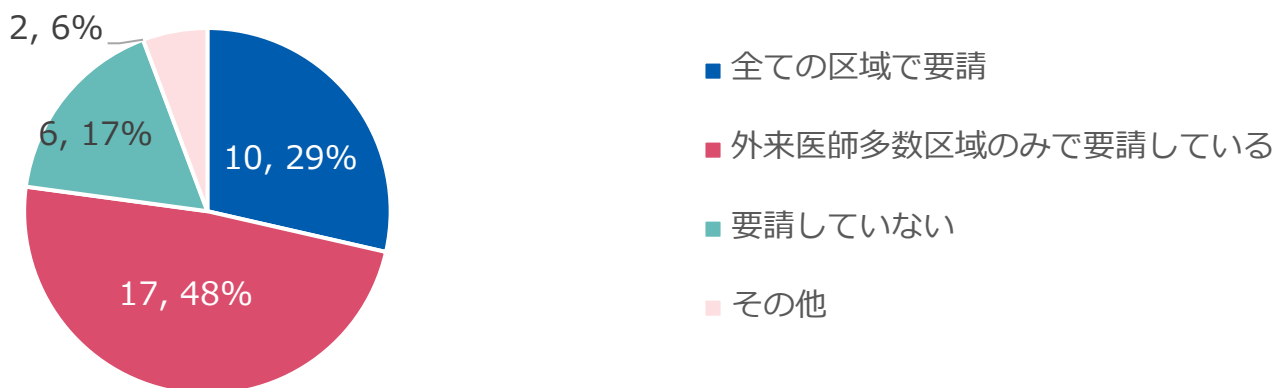 2, 6%
6, 17%
10, 29%
17, 48%
全ての区域で要請
外来医師多数区域のみで要請している
要請していない
その他